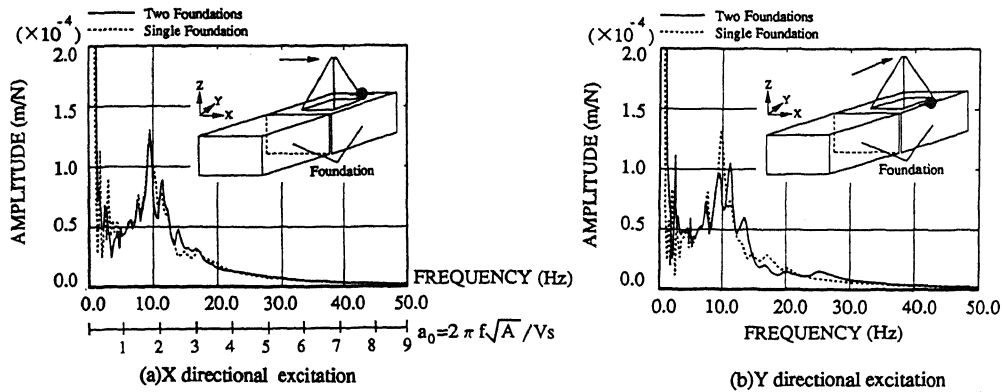 Two Foundations
Single Foundation
(×10⁻⁴)
2.0
1.5
1.0
0.5
0.0
AMPLITUDE (m/N)
Z
Y
X
Foundation
0.0 10.0 20.0 30.0 40.0 50.0
FREQUENCY (Hz)
1 2 3 4 5 6 7 8 9
a₀=2 π f√A /Vs
(a)X directional excitation
Two Foundations
Single Foundation
(×10⁻⁴)
2.0
1.5
1.0
0.5
0.0
AMPLITUDE (m/N)
Z
Y
X
Foundation
0.0 10.0 20.0 30.0 40.0 50.0
FREQUENCY (Hz)
(b)Y directional excitation